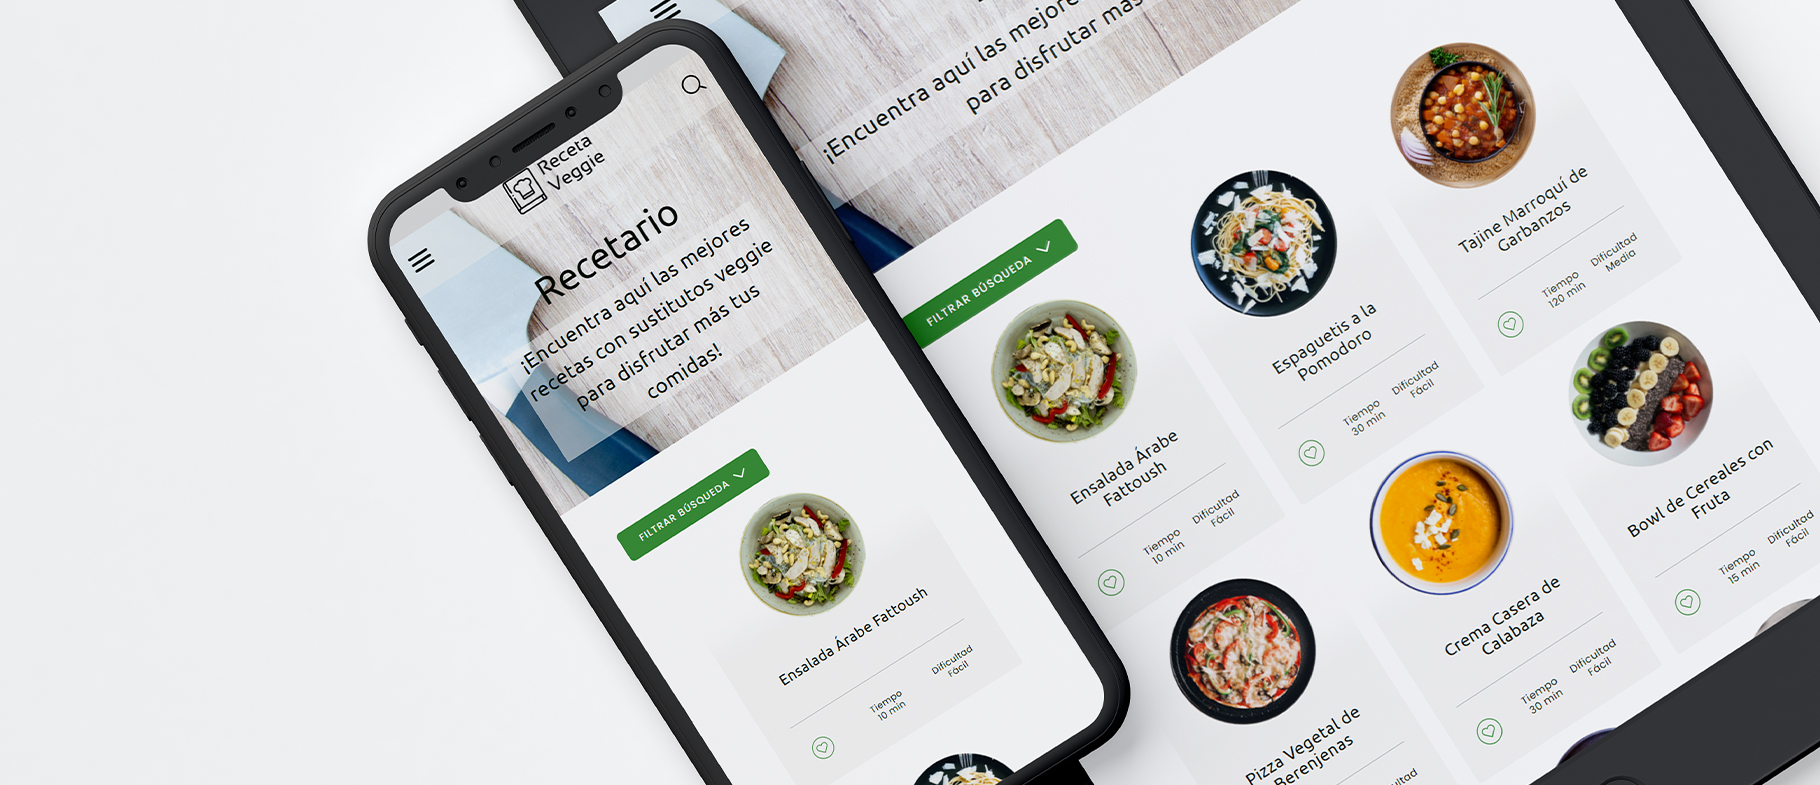 Receta
Veggie
Recetario
¡Encuentra aquí las mejores
recetas con sustitutos veggie
para disfrutar más tus
comidas!
FILTRAR BÚSQUEDA
Ensalada Árabe Fattoush
Tiempo
10 min
Dificultad
Fácil
¡Encuentra aquí las mejore
para disfrutar más
FILTRAR BÚSQUEDA
Ensalada Árabe
Fattoush
Tiempo
10 min
Dificultad
Fácil
Espaguetis a la
Pomodoro
Tiempo
30 min
Dificultad
Fácil
Tajine Marroquí de
Garbanzos
Tiempo
120 min
Dificultad
Media
Pizza Vegetal de
Berenjenas
Crema Casera de
Calabaza
Tiempo
30 min
Dificultad
Fácil
Bowl de Cereales con
Fruta
Tiempo
15 min
Dificultad
Fácil